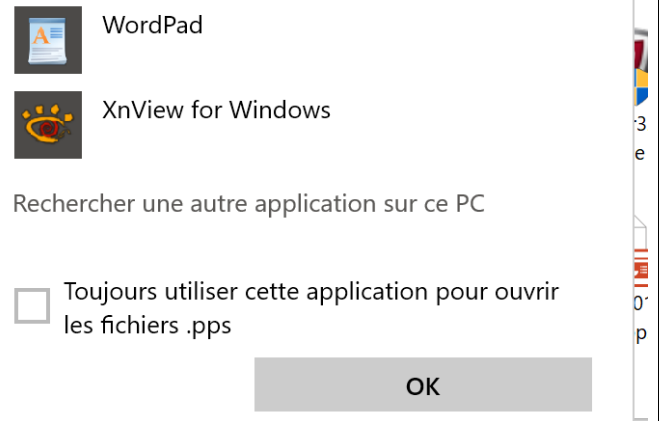 WordPad
XnView for Windows
Rechercher une autre application sur ce PC
Toujours utiliser cette application pour ouvrir
les fichiers .pps
OK